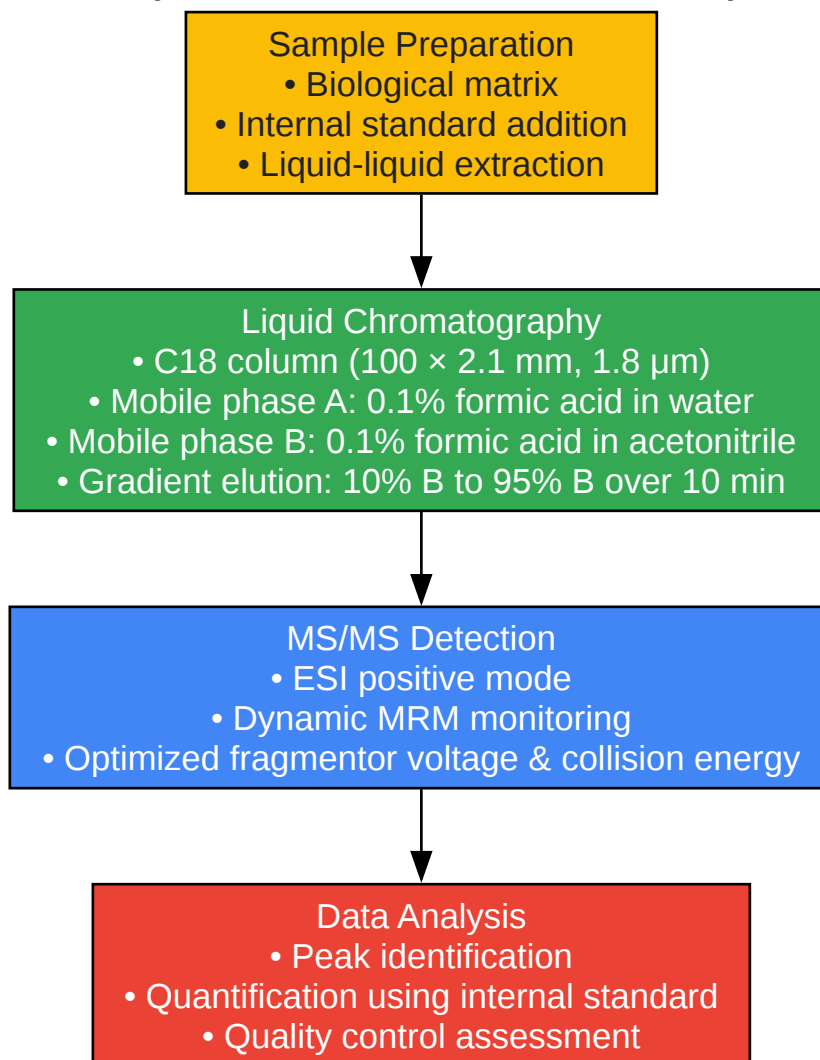 Sample Preparation
• Biological matrix
• Internal standard addition
• Liquid-liquid extraction
Liquid Chromatography
• C18 column (100 × 2.1 mm, 1.8 μm)
• Mobile phase A: 0.1% formic acid in water
• Mobile phase B: 0.1% formic acid in acetonitrile
• Gradient elution: 10% B to 95% B over 10 min
MS/MS Detection
• ESI positive mode
• Dynamic MRM monitoring
• Optimized fragmentor voltage & collision energy
Data Analysis
• Peak identification
• Quantification using internal standard
• Quality control assessment